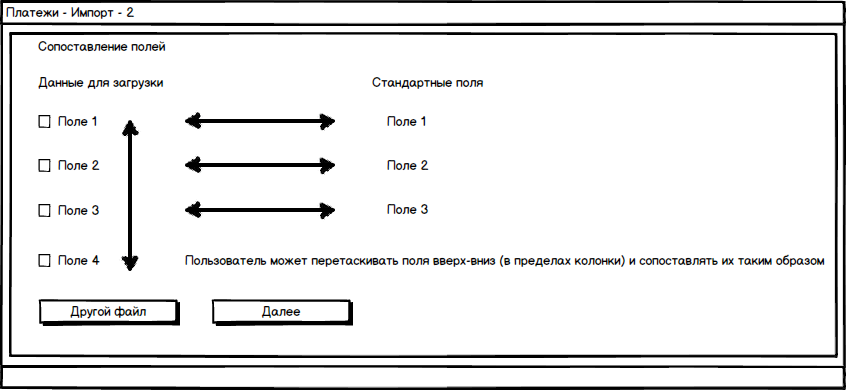 Платежи - Импорт - 2
Сопоставление полей
Данные для загрузки Стандартные поля
Поле 1 Поле 1
Поле 2 Поле 2
Поле 3 Поле 3
Поле 4 Пользователь может перетаскивать поля вверх-вниз (в пределах колонки) и сопоставлять их таким образом
Другой файл Далее